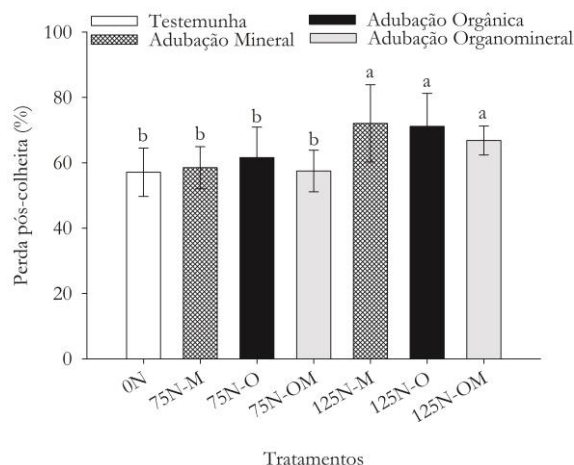 Testemunha
Adubação Mineral
Adubação Orgânica
Adubação Organomineral
Perda pós-colheita (%)
100
80
60
40
20
0
b
b
b
b
a
a
a
0N
75N-M
75N-O
75N-OM
125N-M
125N-O
125N-OM
Tratamentos